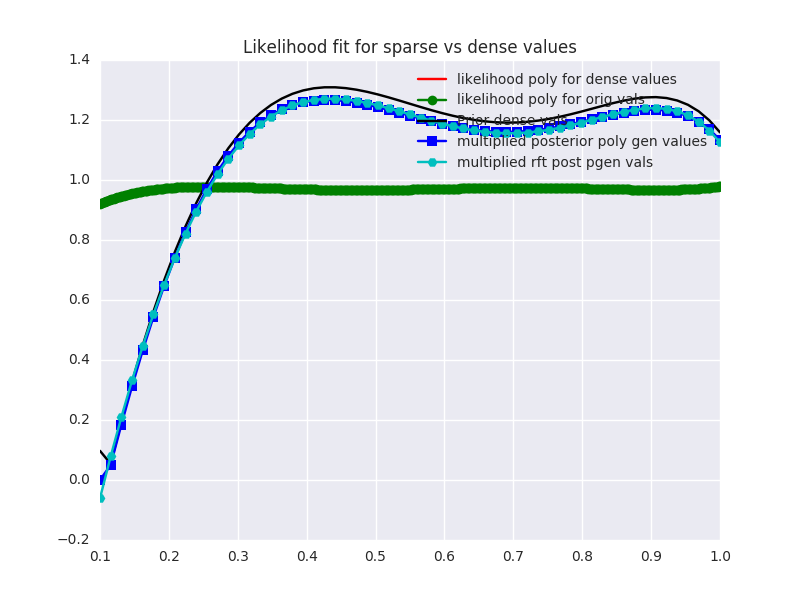 Likelihood fit for sparse vs dense values
1.4
1.2
1.0
0.8
0.6
0.4
0.2
0.0
−0.2
likelihood poly for dense values
likelihood poly for orig vals
Prior dense vals
multiplied posterior poly gen values
multiplied rft post pgen vals
0.1 0.2 0.3 0.4 0.5 0.6 0.7 0.8 0.9 1.0